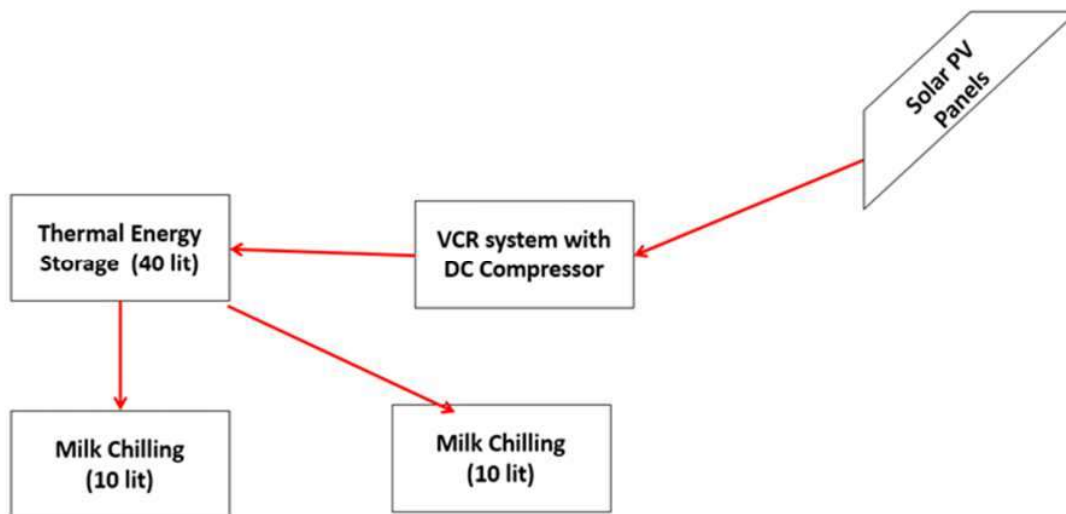 Solar PV
Panels
Thermal Energy
Storage (40 lit)
VCR system with
DC Compressor
Milk Chilling
(10 lit)
Milk Chilling
(10 lit)